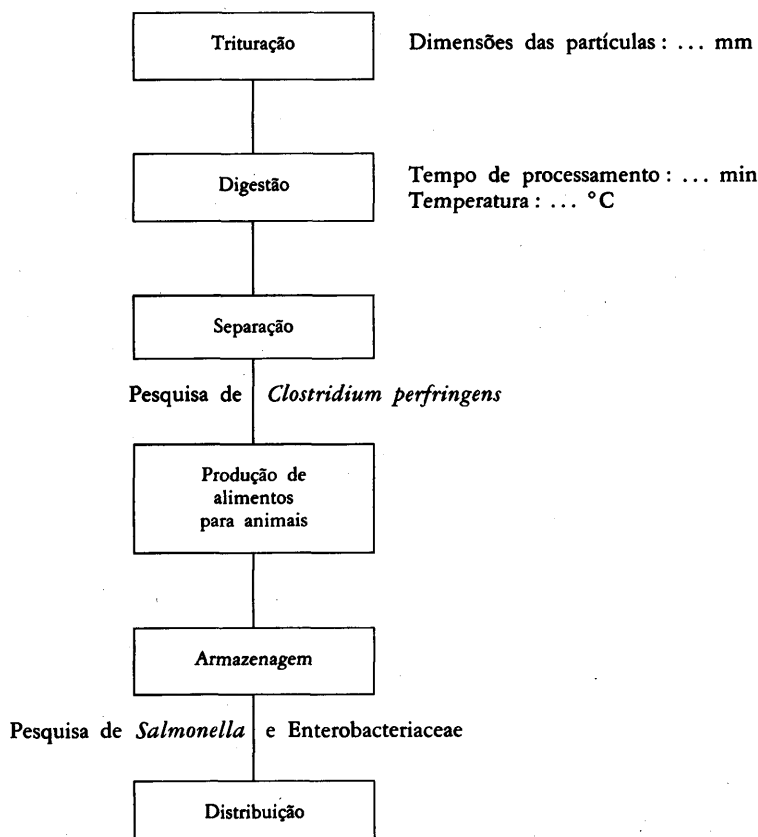 Trituração
Dimensões das partículas : ... mm
Digestão
Tempo de processamento : ... min
Temperatura : ... °C
Separação
Pesquisa de Clostridium perfringens
Produção de
alimentos
para animais
Armazenagem
Pesquisa de Salmonella e Enterobacteriaceae
Distribuição